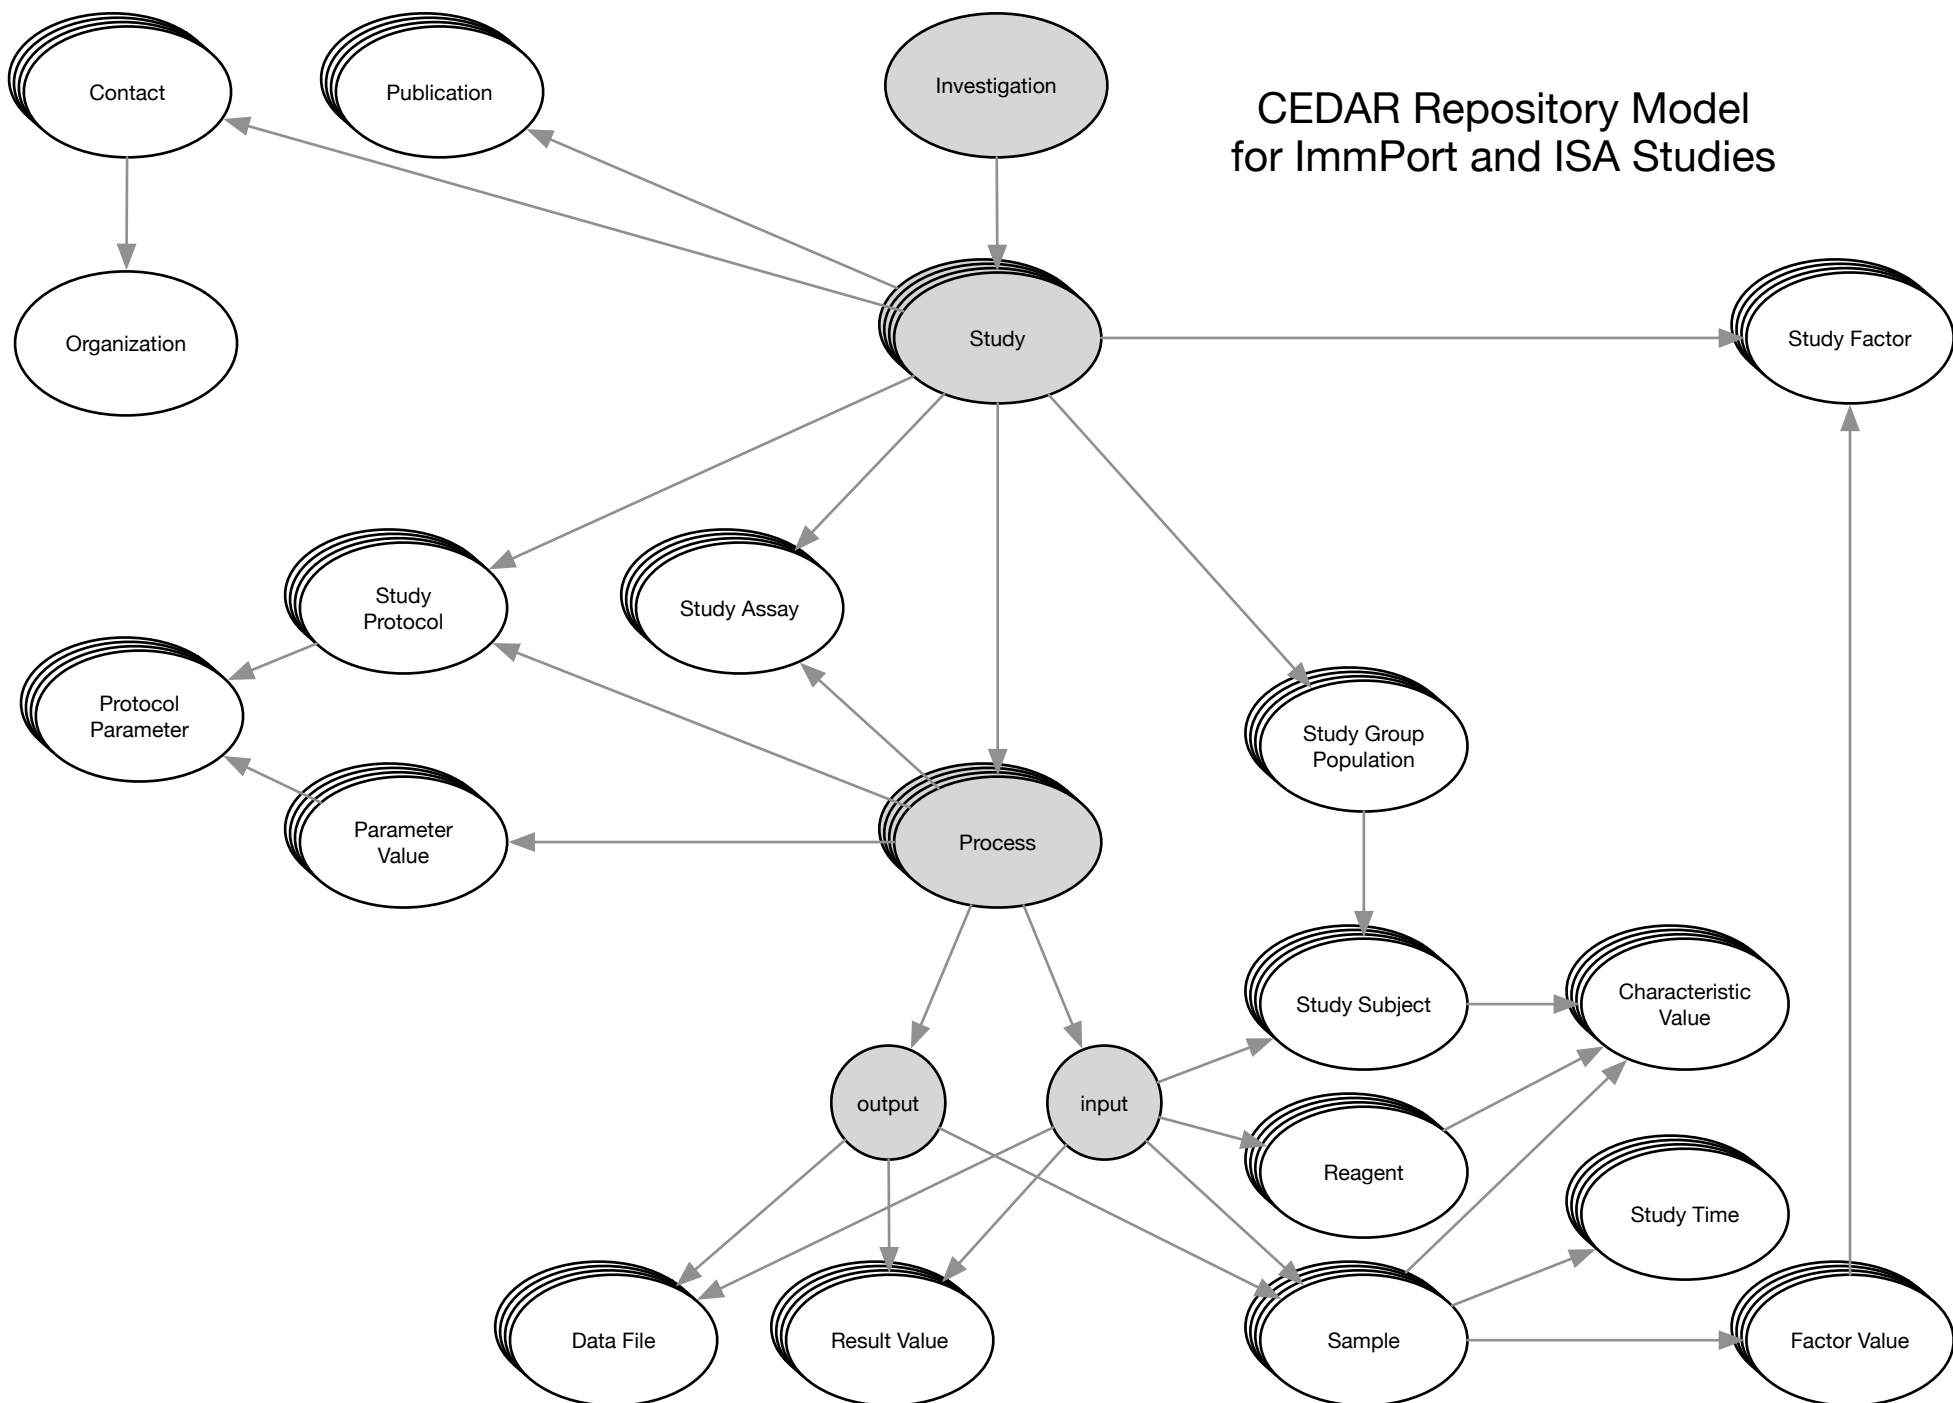 Contact
Publication
Investigation
CEDAR Repository Model
for ImmPort and ISA Studies
Organization
Study
Study Factor
Study
Protocol
Study Assay
Protocol
Parameter
Study Group
Population
Parameter
Value
Process
Study Subject
Characteristic
Value
output
input
Reagent
Study Time
Data File
Result Value
Sample
Factor Value